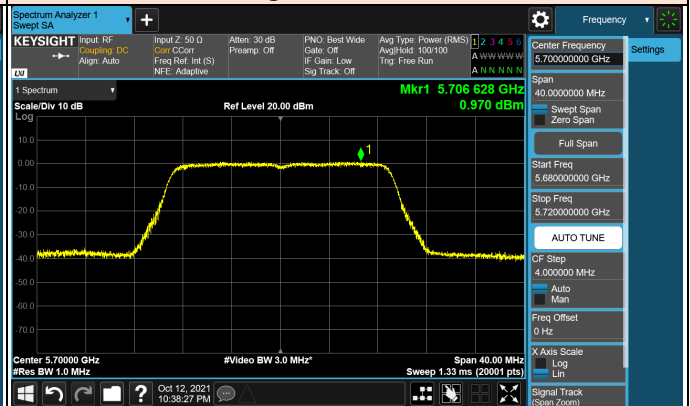 Spectrum Analyzer 1
Swept SA
+
Frequency
KEYSIGHT
Input: RF
Coupling: DC
Align: Auto
Input Z: 50 Ω
Corr CCorr
Freq Ref: Int (S)
NFE: Adaptive
Atten: 30 dB
Preamp: Off
PNO: Best Wide
Gate: Off
IF Gain: Low
Sig Track: Off
Avg Type: Power (RMS)
Avg|Hold: 100/100
Trig: Free Run
1 2 3 4 5 6
A W W W W W
A N N N N N
LXI
1 Spectrum
Scale/Div 10 dB
Log
Ref Level 20.00 dBm
Mkr1 5.706 628 GHz
0.970 dBm
1
10.0
0.00
-10.0
-20.0
-30.0
-40.0
-50.0
-60.0
-70.0
Center 5.70000 GHz
#Res BW 1.0 MHz
#Video BW 3.0 MHz*
Span 40.00 MHz
Sweep 1.33 ms (20001 pts)
Center Frequency
5.700000000 GHz
Span
40.0000000 MHz
Swept Span
Zero Span
Full Span
Start Freq
5.680000000 GHz
Stop Freq
5.720000000 GHz
AUTO TUNE
CF Step
4.000000 MHz
Auto
Man
Freq Offset
0 Hz
X Axis Scale
Log
Lin
Signal Track
(Span Zoom)
Settings
?
Oct 12, 2021
10:38:27 PM